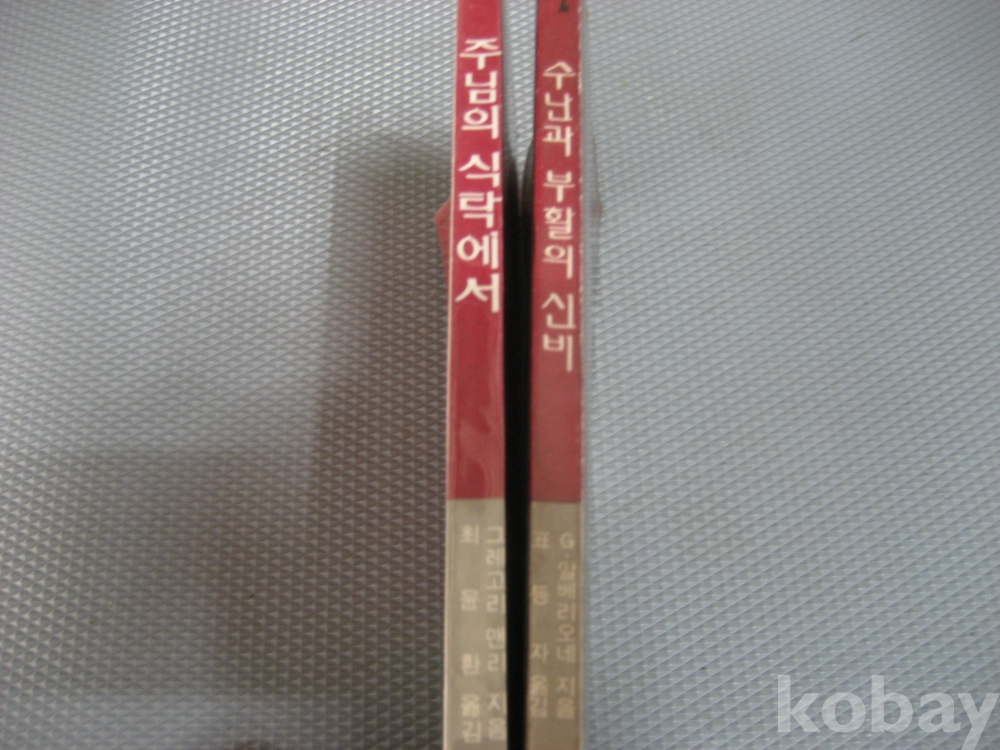 주님의 식탁에서
그레고리 맨리 지음
최윤환 옮김
수난과 부활의 신비
G. 알베리오네 지음
표동자 옮김
kobay